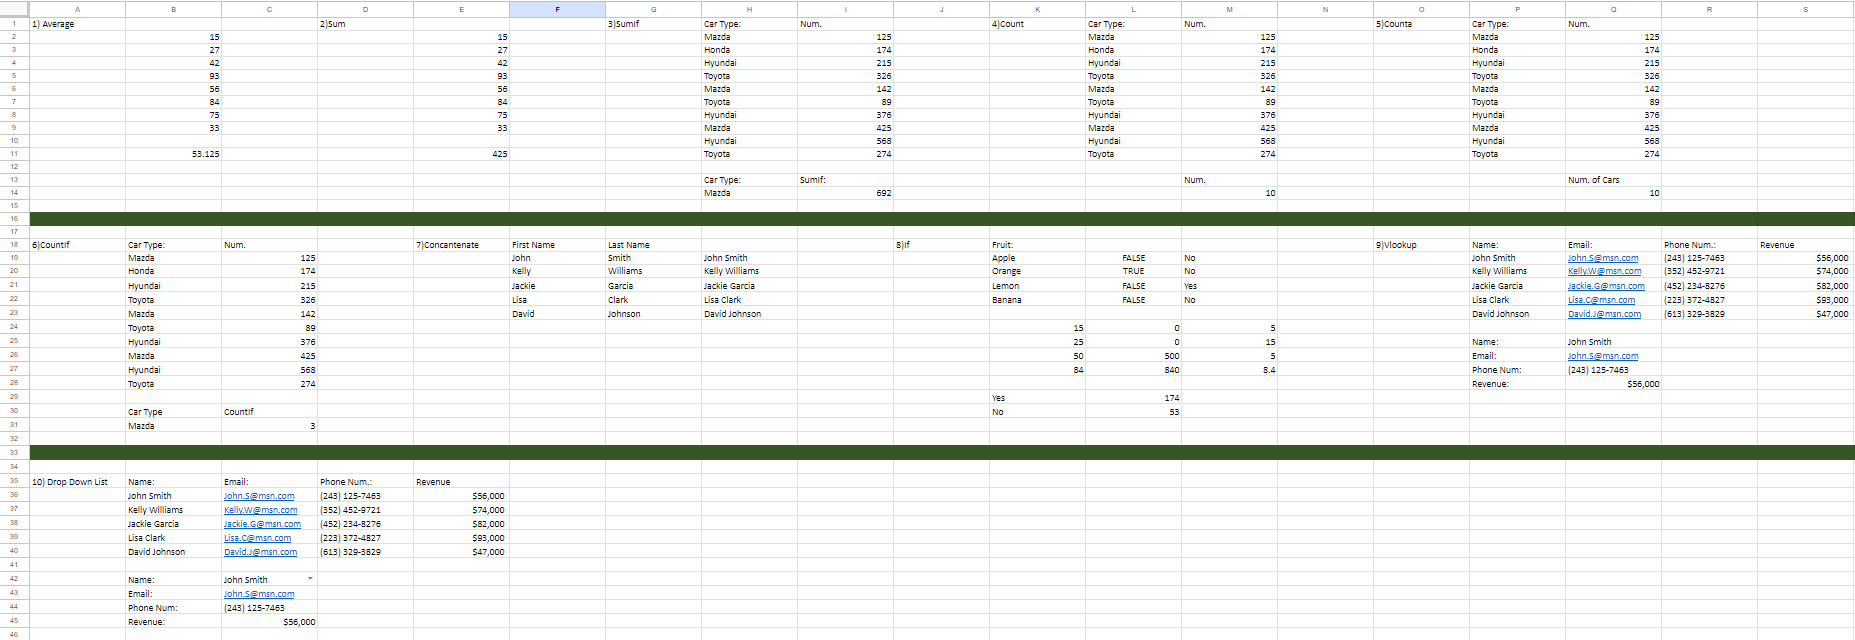 A B C D E F G H I J K L M N O P Q R S
1 1) Average 2)Sum 3)Sumif Car Type: Num. 4)Count Car Type: Num. 5)Counta Car Type: Num.
2 15 15 Mazda 125 Mazda 125 Mazda 125
3 27 27 Honda 174 Honda 174 Honda 174
4 42 42 Hyundai 215 Hyundai 215 Hyundai 215
5 93 93 Toyota 326 Toyota 326 Toyota 326
6 56 56 Mazda 142 Mazda 142 Mazda 142
7 84 84 Toyota 89 Toyota 89 Toyota 89
8 75 75 Hyundai 376 Hyundai 376 Hyundai 376
9 33 33 Mazda 425 Mazda 425 Mazda 425
10 Hyundai 568 Hyundai 568 Hyundai 568
11 53.125 425 Toyota 274 Toyota 274 Toyota 274
12
13 Car Type: Sumif: Num. Num. of Cars
14 Mazda 692 10 10
15
16
17
18 6)Countif Car Type: Num. 7)Concantenate First Name Last Name 8)If Fruit: 9)Vlookup Name: Email: Phone Num.: Revenue
19 Mazda 125 John Smith John Smith Apple FALSE No John Smith John.S@msn.com (243) 125-7463 $56,000
20 Honda 174 Kelly Williams Kelly Williams Orange TRUE No Kelly Williams Kelly.W@msn.com (352) 452-9721 $74,000
21 Hyundai 215 Jackie Garcia Jackie Garcia Lemon FALSE Yes Jackie Garcia Jackie.G@msn.com (452) 234-8276 $82,000
22 Toyota 326 Lisa Clark Lisa Clark Banana FALSE No Lisa Clark Lisa.C@msn.com (223) 372-4827 $93,000
23 Mazda 142 David Johnson David Johnson David Johnson David.J@msn.com (613) 329-3829 $47,000
24 Toyota 89 15 0 5
25 Hyundai 376 25 0 15 Name: John Smith
26 Mazda 425 50 500 5 Email: John.S@msn.com
27 Hyundai 568 84 840 8.4 Phone Num: (243) 125-7463
28 Toyota 274 Revenue: $56,000
29 Yes 174
30 Car Type Countif No 53
31 Mazda 3
32
33
34
35 10) Drop Down List Name: Email: Phone Num.: Revenue
36 John Smith John.S@msn.com (243) 125-7463 $56,000
37 Kelly Williams Kelly.W@msn.com (352) 452-9721 $74,000
38 Jackie Garcia Jackie.G@msn.com (452) 234-8276 $82,000
39 Lisa Clark Lisa.C@msn.com (223) 372-4827 $93,000
40 David Johnson David.J@msn.com (613) 329-3829 $47,000
41
42 Name: John Smith
43 Email: John.S@msn.com
44 Phone Num: (243) 125-7463
45 Revenue: $56,000
46